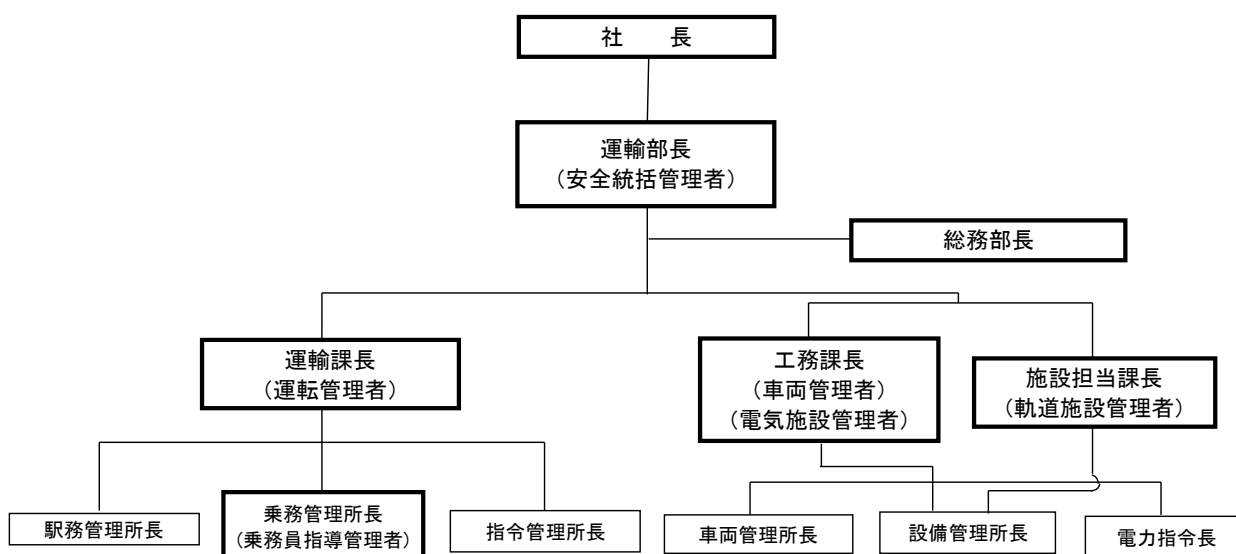 社　　長
運輸部長
（安全統括管理者）
総務部長
運輸課長
（運転管理者）
工務課長
（車両管理者）
（電気施設管理者）
施設担当課長
（軌道施設管理者）
駅務管理所長
乗務管理所長
（乗務員指導管理者）
指令管理所長
車両管理所長
設備管理所長
電力指令長